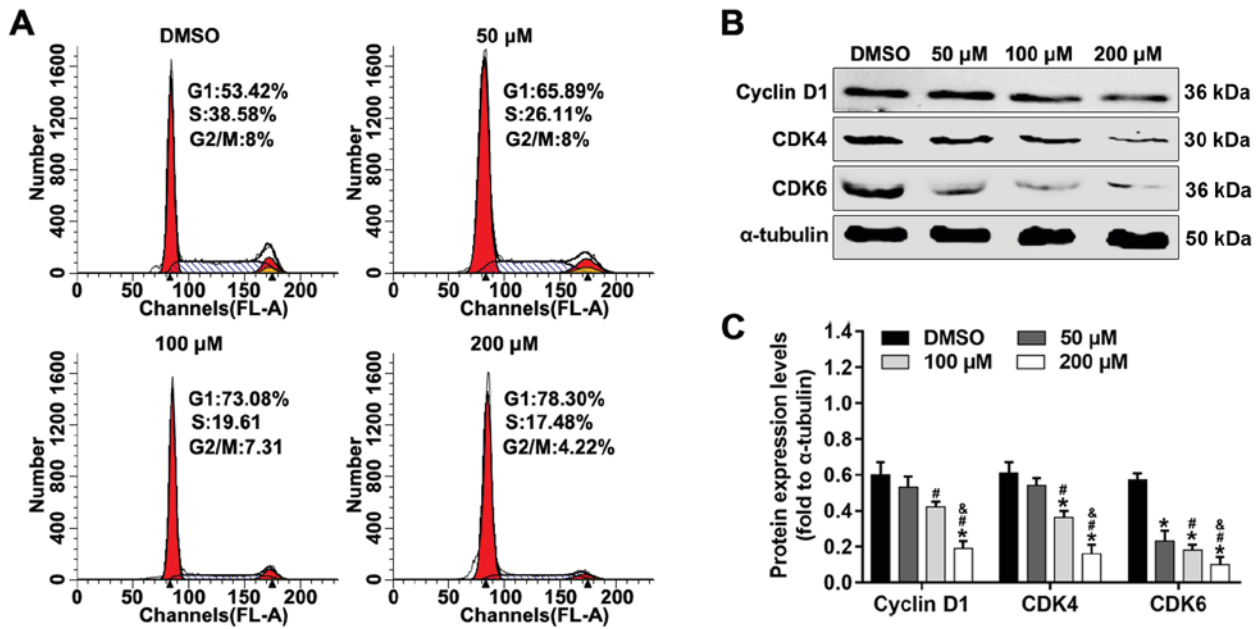 A
DMSO
G1:53.42%
S:38.58%
G2/M:8%
Number
1600
1200
800
400
0
0 50 100 150 200
Channels(FL-A)
50 μM
G1:65.89%
S:26.11%
G2/M:8%
Number
1600
1200
800
400
0
0 50 100 150 200
Channels(FL-A)
100 μM
G1:73.08%
S:19.61
G2/M:7.31
Number
1600
1200
800
400
0
0 50 100 150 200
Channels(FL-A)
200 μM
G1:78.30%
S:17.48%
G2/M:4.22%
Number
1600
1200
800
400
0
0 50 100 150 200
Channels(FL-A)
B
DMSO 50 μM 100 μM 200 μM
Cyclin D1 36 kDa
CDK4 30 kDa
CDK6 36 kDa
α-tubulin 50 kDa
C
Protein expression levels
(fold to α-tubulin)
1.4
1.2
1.0
0.8
0.6
0.4
0.2
0.0
DMSO 50 μM
100 μM 200 μM
#
&
#
*
#
*
&
#
*
*
#
*
&
#
*
Cyclin D1 CDK4 CDK6